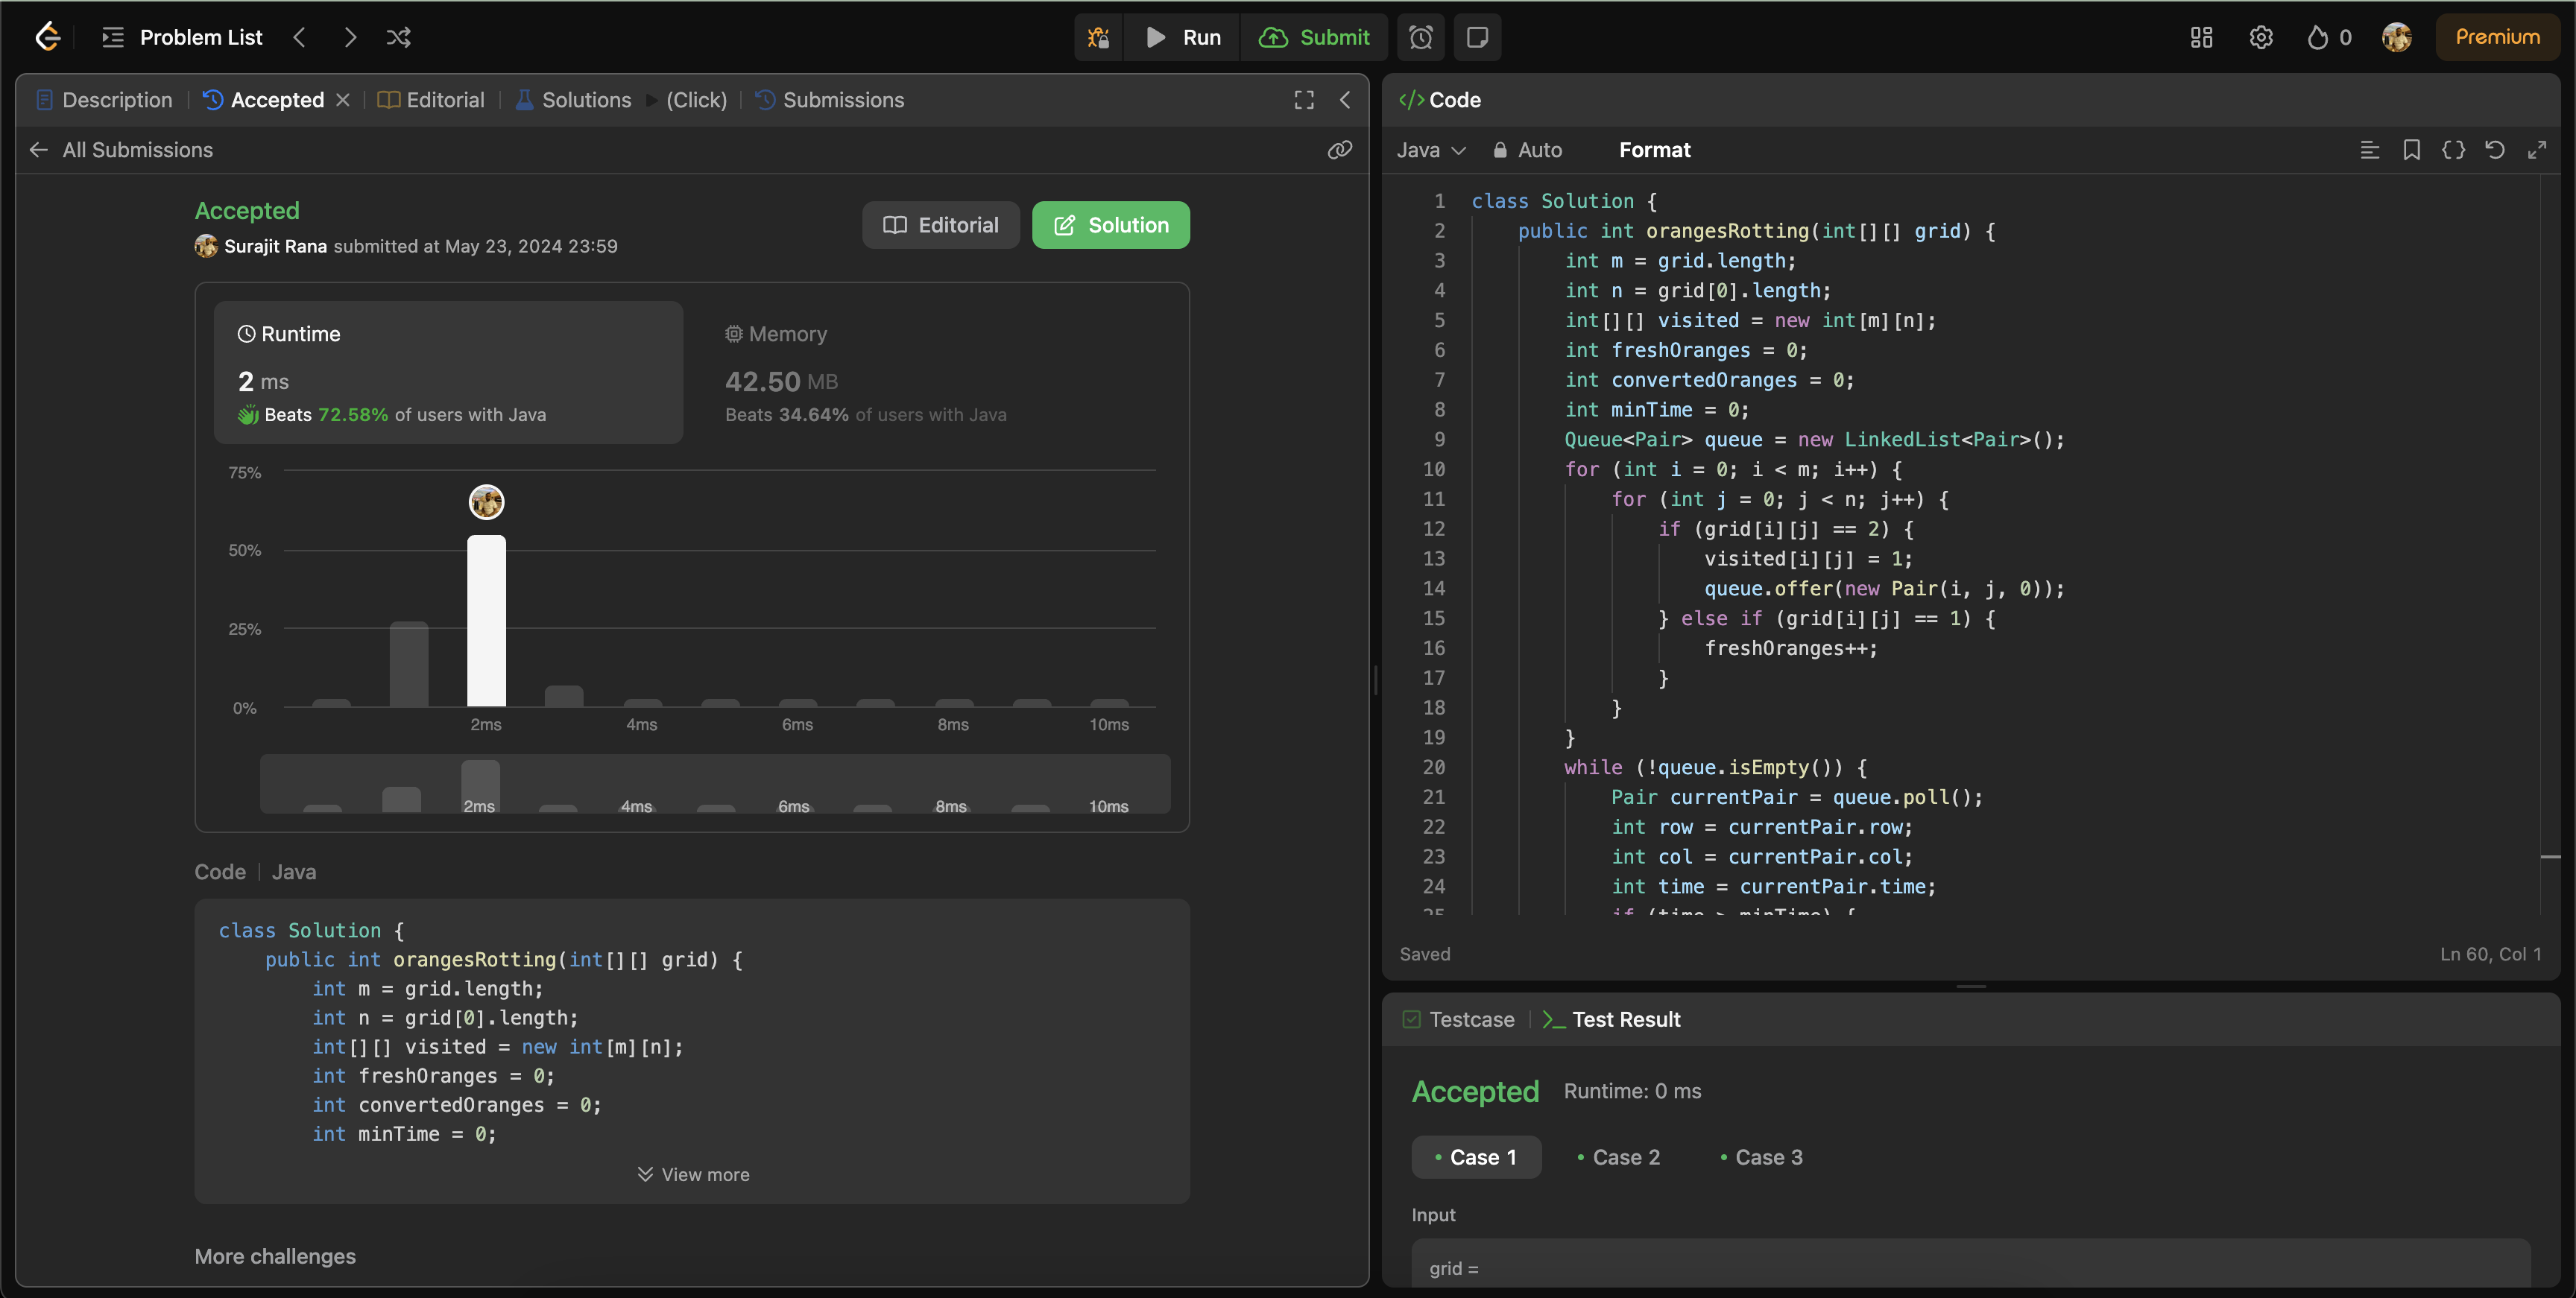 Problem List
Run
Submit
0
Premium
Description
Accepted
Editorial
Solutions
(Click)
Submissions
All Submissions
Accepted
Surajit Rana submitted at May 23, 2024 23:59
Editorial
Solution
Runtime
2 ms
Beats 72.58% of users with Java
Memory
42.50 MB
Beats 34.64% of users with Java
75%
50%
25%
0%
2ms 4ms 6ms 8ms 10ms
2ms 4ms 6ms 8ms 10ms
Code | Java
class Solution {
    public int orangesRotting(int[][] grid) {
        int m = grid.length;
        int n = grid[0].length;
        int[][] visited = new int[m][n];
        int freshOranges = 0;
        int convertedOranges = 0;
        int minTime = 0;
View more
More challenges
</> Code
Java
Auto
Format
1 class Solution {
2     public int orangesRotting(int[][] grid) {
3         int m = grid.length;
4         int n = grid[0].length;
5         int[][] visited = new int[m][n];
6         int freshOranges = 0;
7         int convertedOranges = 0;
8         int minTime = 0;
9         Queue<Pair> queue = new LinkedList<Pair>();
10         for (int i = 0; i < m; i++) {
11             for (int j = 0; j < n; j++) {
12                 if (grid[i][j] == 2) {
13                     visited[i][j] = 1;
14                     queue.offer(new Pair(i, j, 0));
15                 } else if (grid[i][j] == 1) {
16                     freshOranges++;
17                 }
18             }
19         }
20         while (!queue.isEmpty()) {
21             Pair currentPair = queue.poll();
22             int row = currentPair.row;
23             int col = currentPair.col;
24             int time = currentPair.time;
25             if (time > minTime) {
Saved
Ln 60, Col 1
Testcase
Test Result
Accepted
Runtime: 0 ms
Case 1
Case 2
Case 3
Input
grid =